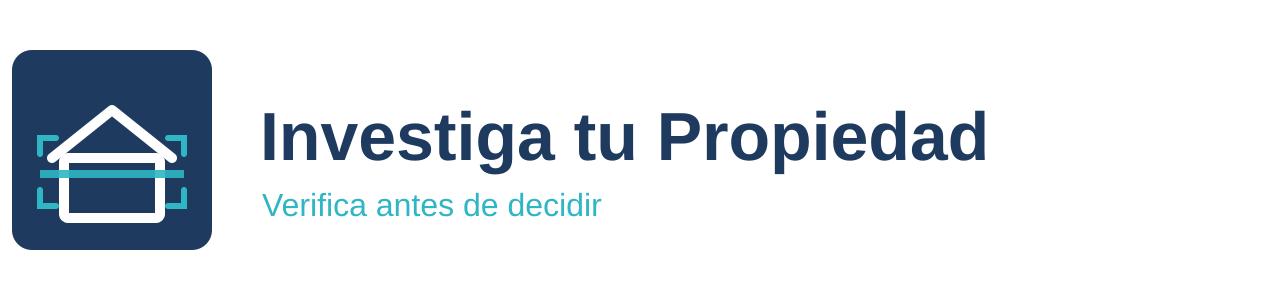 Investiga tu Propiedad
Verifica antes de decidir